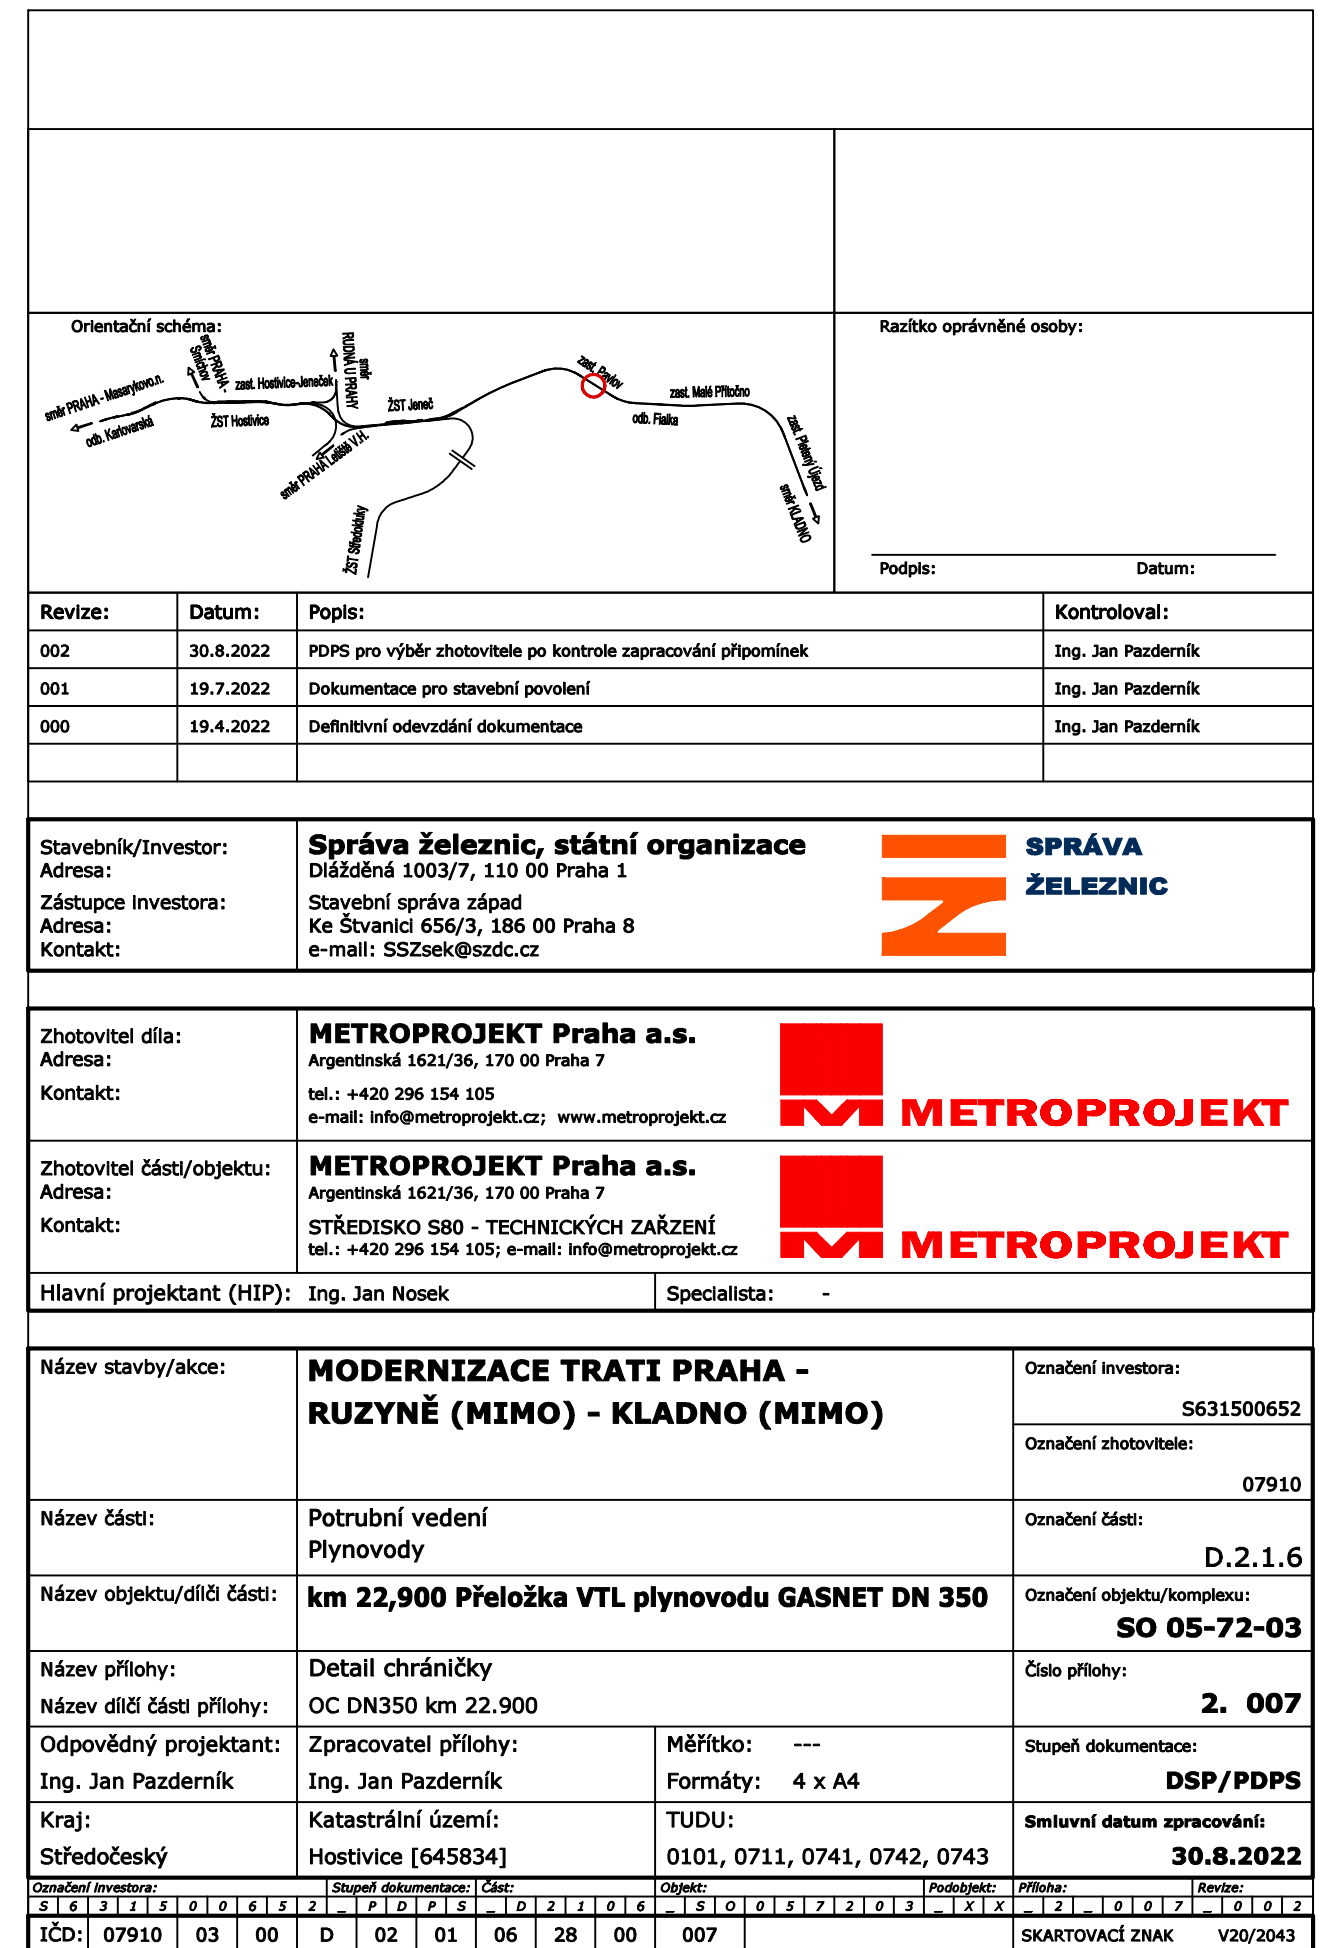 Orientační schéma:
směr PRAHA - Masarykovo.n.
odb. Karlovarská
směr PRAHA -
Smíchov
zast. Hostivice-Jeneček
ŽST Hostivice
směr
RUDNÁ U PRAHY
směr PRAHA Letiště V.H.
ŽST Jeneč
ŽST Středokluky
zast. Pavlov
odb. Fialka
zast. Malé Přítočno
zast. Pletený Újezd
směr KLADNO
Razítko oprávněné osoby:
Podpis: Datum:
Revize: Datum: Popis: Kontroloval:
002 30.8.2022 PDPS pro výběr zhotovitele po kontrole zapracování připomínek Ing. Jan Pazderník
001 19.7.2022 Dokumentace pro stavební povolení Ing. Jan Pazderník
000 19.4.2022 Definitivní odevzdání dokumentace Ing. Jan Pazderník
Stavebník/Investor: Správa železnic, státní organizace
Adresa: Dlážděná 1003/7, 110 00 Praha 1
Zástupce investora: Stavební správa západ
Adresa: Ke Štvanici 656/3, 186 00 Praha 8
Kontakt: e-mail: SSZsek@szdc.cz
SPRÁVA
ŽELEZNIC
Zhotovitel díla: METROPROJEKT Praha a.s.
Adresa: Argentinská 1621/36, 170 00 Praha 7
Kontakt: tel.: +420 296 154 105
e-mail: info@metroprojekt.cz; www.metroprojekt.cz
METROPROJEKT
Zhotovitel části/objektu: METROPROJEKT Praha a.s.
Adresa: Argentinská 1621/36, 170 00 Praha 7
Kontakt: STŘEDISKO S80 - TECHNICKÝCH ZAŘZENÍ
tel.: +420 296 154 105; e-mail: info@metroprojekt.cz
METROPROJEKT
Hlavní projektant (HIP): Ing. Jan Nosek Specialista: -
Název stavby/akce: MODERNIZACE TRATI PRAHA -
RUZYNĚ (MIMO) - KLADNO (MIMO)
Označení investora:
S631500652
Označení zhotovitele:
07910
Název části: Potrubní vedení
Plynovody
Označení části:
D.2.1.6
Název objektu/dílči části: km 22,900 Přeložka VTL plynovodu GASNET DN 350
Označení objektu/komplexu:
SO 05-72-03
Název přílohy: Detail chráničky
Název dílčí části přílohy: OC DN350 km 22.900
Číslo přílohy:
2. 007
Odpovědný projektant: Zpracovatel přílohy: Měřítko: --- Stupeň dokumentace:
Ing. Jan Pazderník Ing. Jan Pazderník Formáty: 4 x A4 DSP/PDPS
Kraj: Katastrální území: TUDU: Smluvní datum zpracování:
Středočeský Hostivice [645834] 0101, 0711, 0741, 0742, 0743 30.8.2022
Označení investora: Stupeň dokumentace: Část: Objekt: Podobjekt: Příloha: Revize:
S 6 3 1 5 0 0 6 5 2 _ P D P S _ D 2 1 0 6 _ S O 0 5 7 2 0 3 _ X X _ 2 _ 0 0 7 _ 0 0 2
IČD: 07910 03 00 D 02 01 06 28 00 007 SKARTOVACÍ ZNAK V20/2043